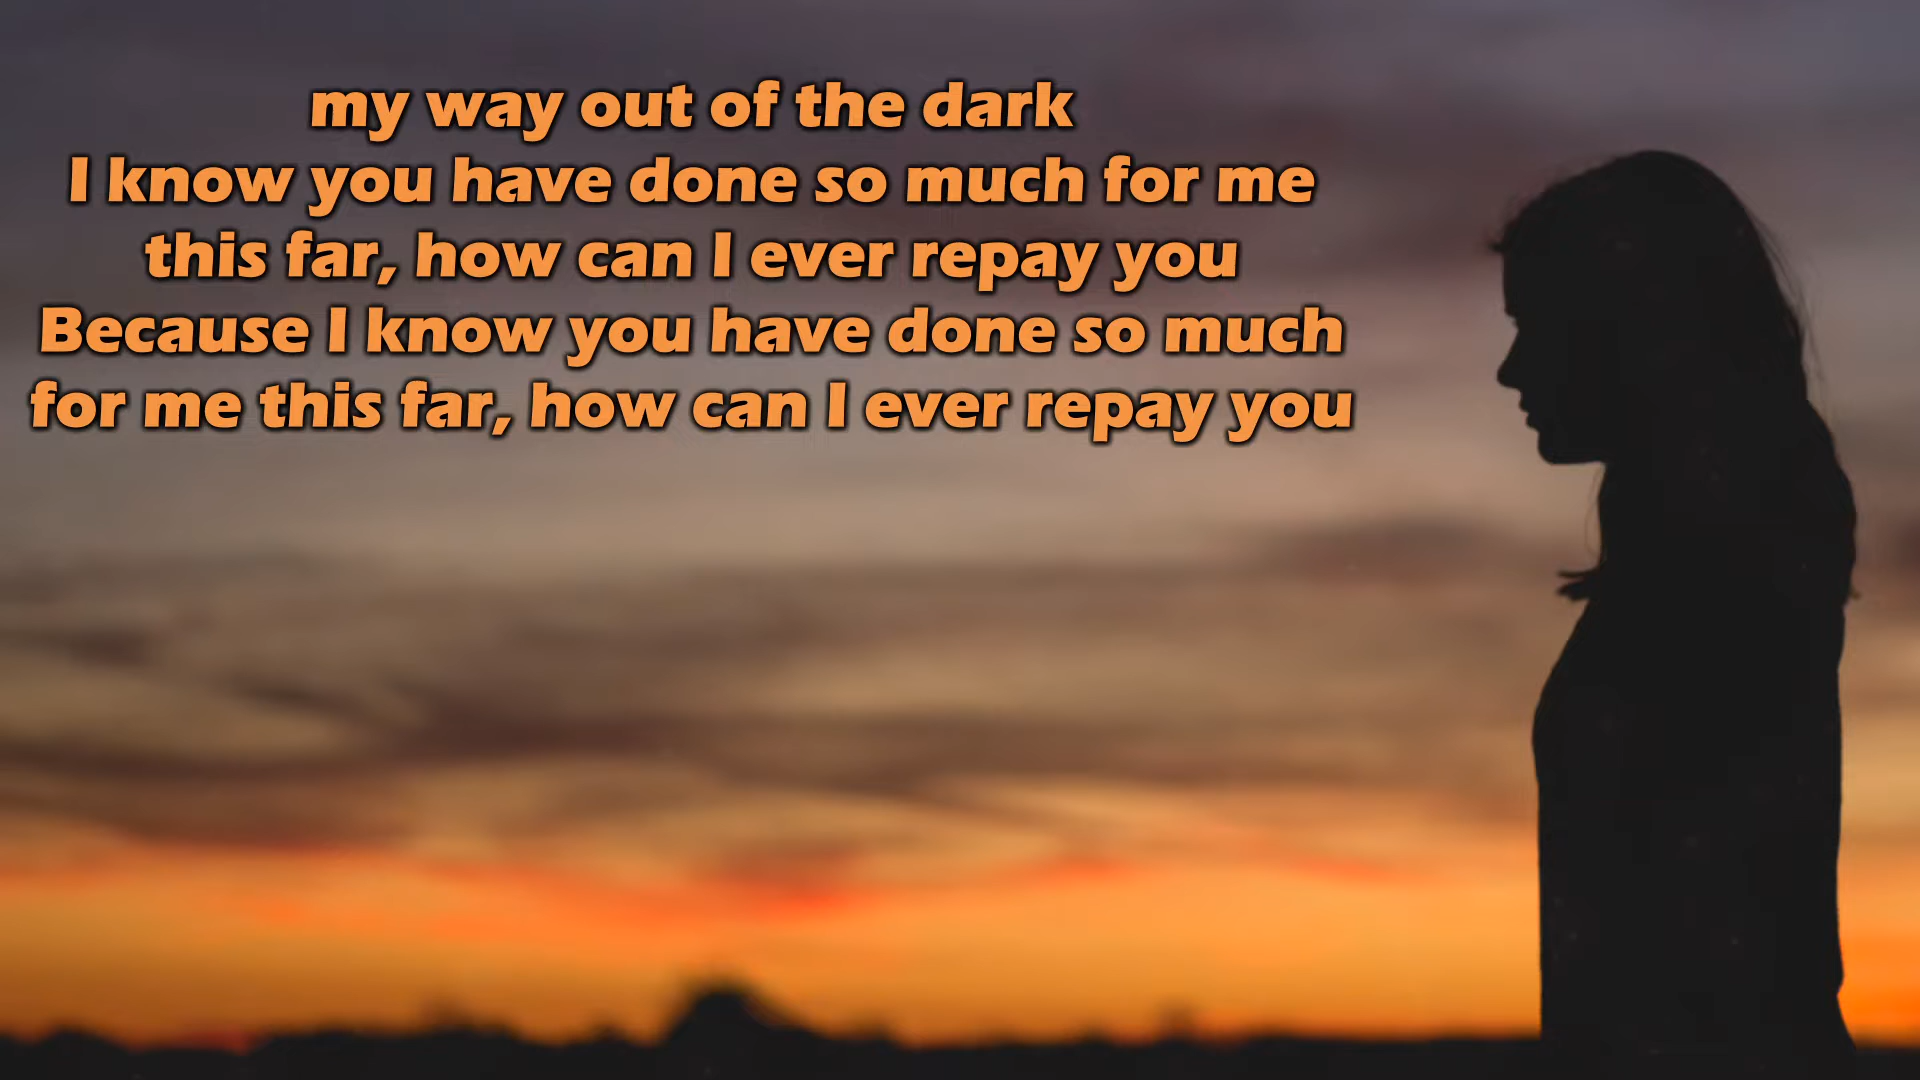 my way out of the dark
I know you have done so much for me
this far, how can I ever repay you
Because I know you have done so much
for me this far, how can I ever repay you